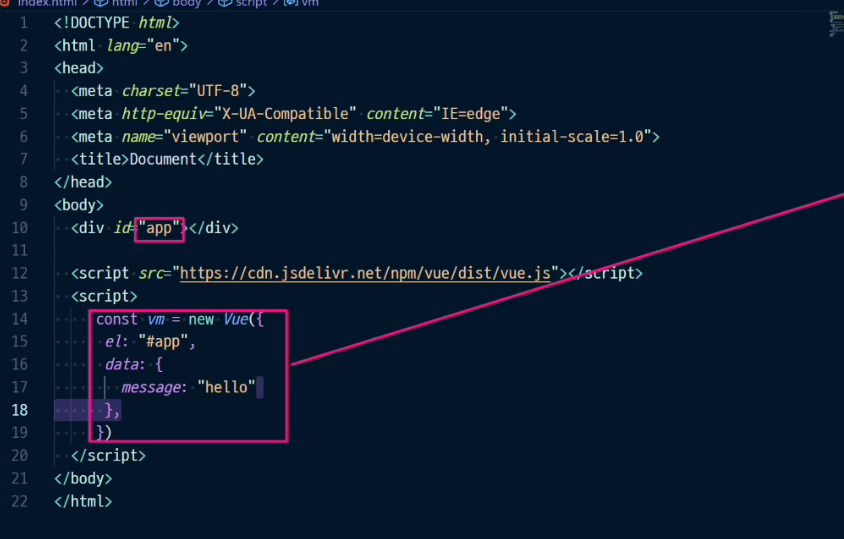 index.html > html > body > script > vm
1 <!DOCTYPE html>
2 <html lang="en">
3 <head>
4 <meta charset="UTF-8">
5 <meta http-equiv="X-UA-Compatible" content="IE=edge">
6 <meta name="viewport" content="width=device-width, initial-scale=1.0">
7 <title>Document</title>
8 </head>
9 <body>
10 <div id="app"></div>
11
12 <script src="https://cdn.jsdelivr.net/npm/vue/dist/vue.js"></script>
13 <script>
14 const vm = new Vue({
15 el: "#app",
16 data: {
17 message: "hello"
18 },
19 })
20 </script>
21 </body>
22 </html>